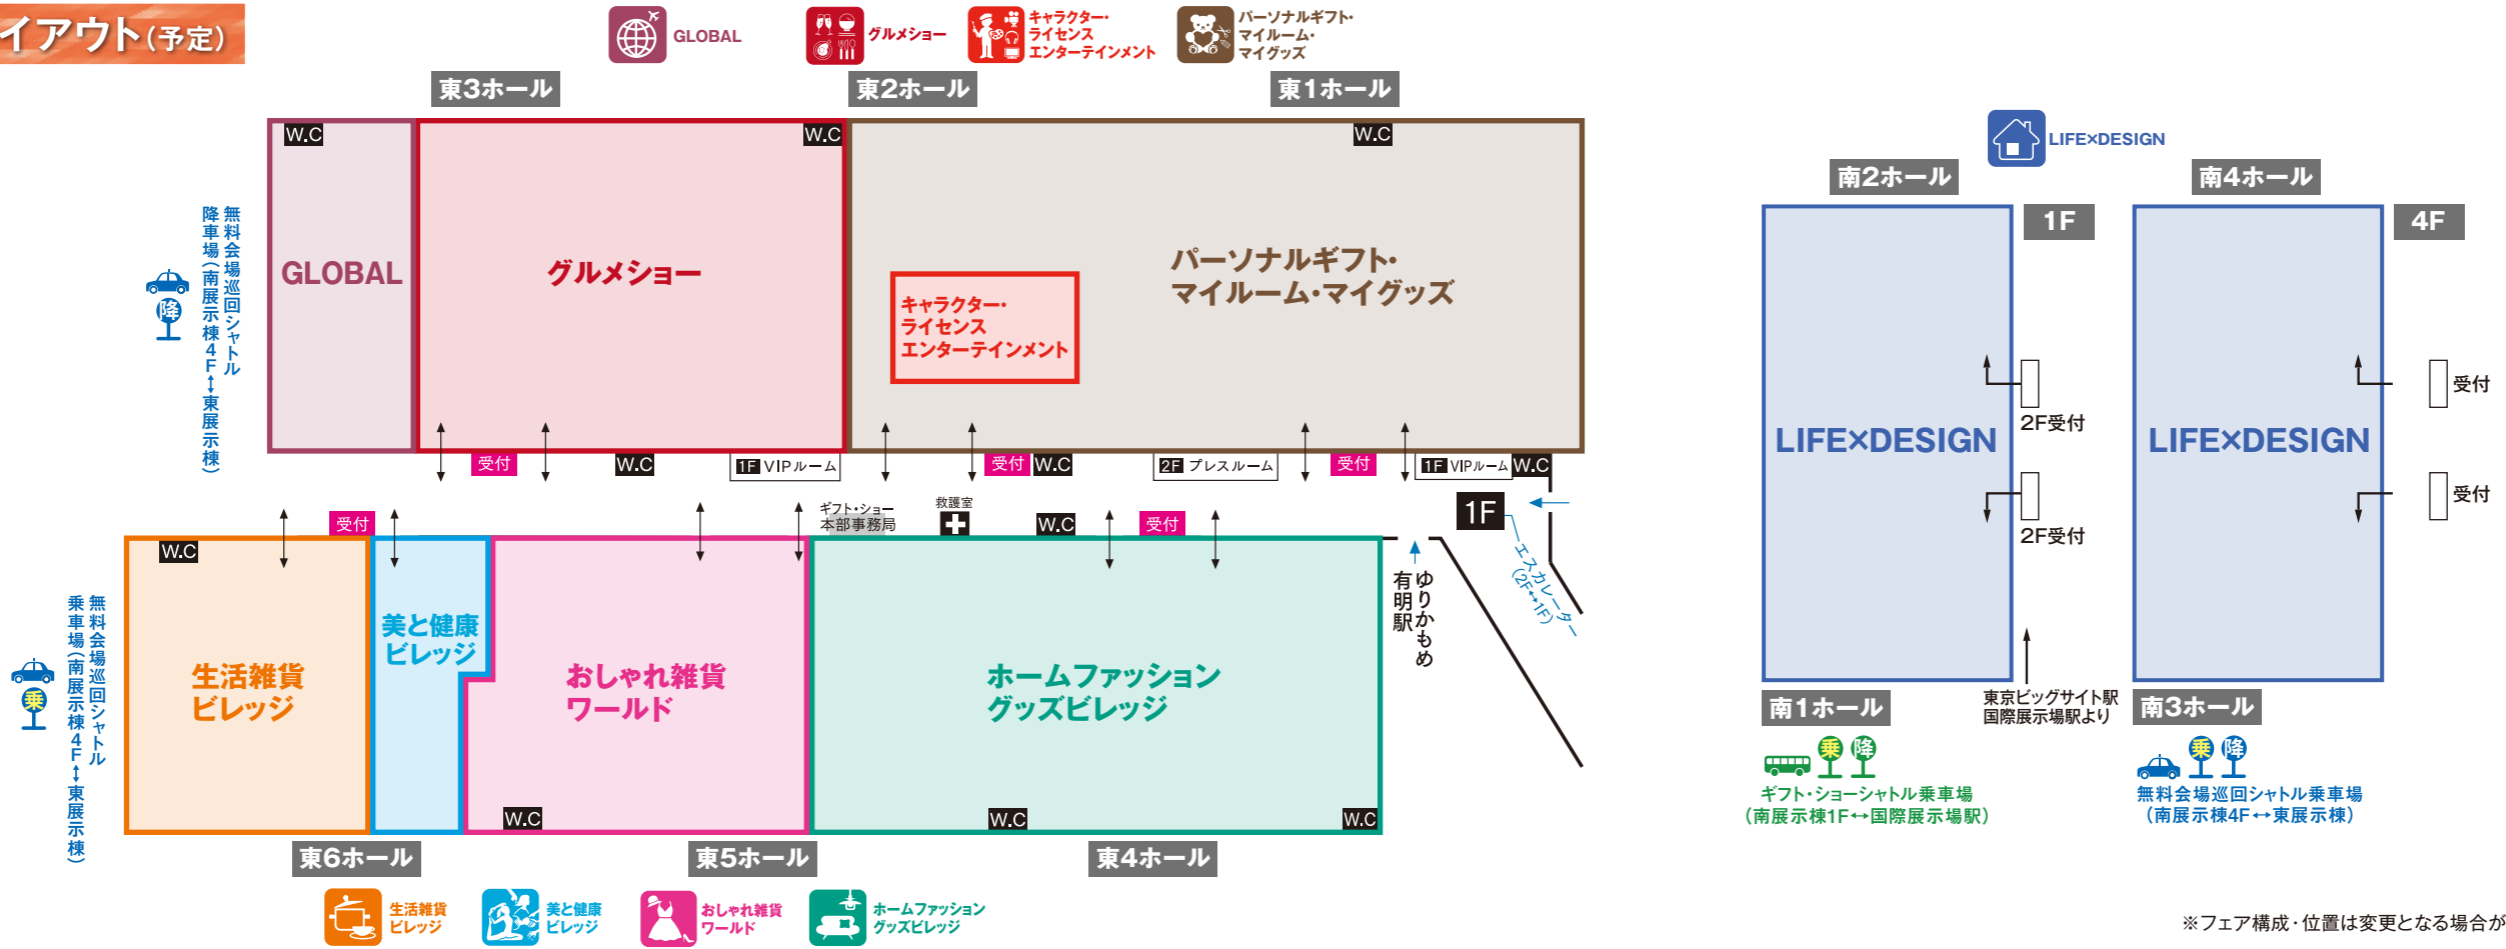 イアウト(予定)
GLOBAL
グルメショー
キャラクター・
ライセンス
エンターテインメント
パーソナルギフト・
マイルーム・
マイグッズ
東3ホール
東2ホール
東1ホール
W.C
W.C
W.C
GLOBAL
グルメショー
パーソナルギフト・
マイルーム・マイグッズ
キャラクター・
ライセンス
エンターテインメント
無料会場巡回シャトル
降車場(南展示棟4F↔東展示棟)
降
受付
W.C
1F VIPルーム
受付
W.C
2F プレスルーム
受付
1F VIPルーム
W.C
受付
ギフト・ショー
本部事務局
救護室
W.C
受付
1F
エスカレーター
(2F↔1F)
ゆりかもめ
有明駅
W.C
生活雑貨
ビレッジ
美と健康
ビレッジ
おしゃれ雑貨
ワールド
ホームファッション
グッズビレッジ
無料会場巡回シャトル
乗車場(南展示棟4F↔東展示棟)
乗
W.C
W.C
W.C
東6ホール
東5ホール
東4ホール
生活雑貨
ビレッジ
美と健康
ビレッジ
おしゃれ雑貨
ワールド
ホームファッション
グッズビレッジ
LIFE×DESIGN
南2ホール
1F
LIFE×DESIGN
2F受付
2F受付
東京ビッグサイト駅
国際展示場駅より
南1ホール
乗 降
ギフト・ショーシャトル乗車場
(南展示棟1F↔国際展示場駅)
南4ホール
4F
LIFE×DESIGN
受付
受付
南3ホール
乗 降
無料会場巡回シャトル乗車場
(南展示棟4F↔東展示棟)
※フェア構成・位置は変更となる場合が